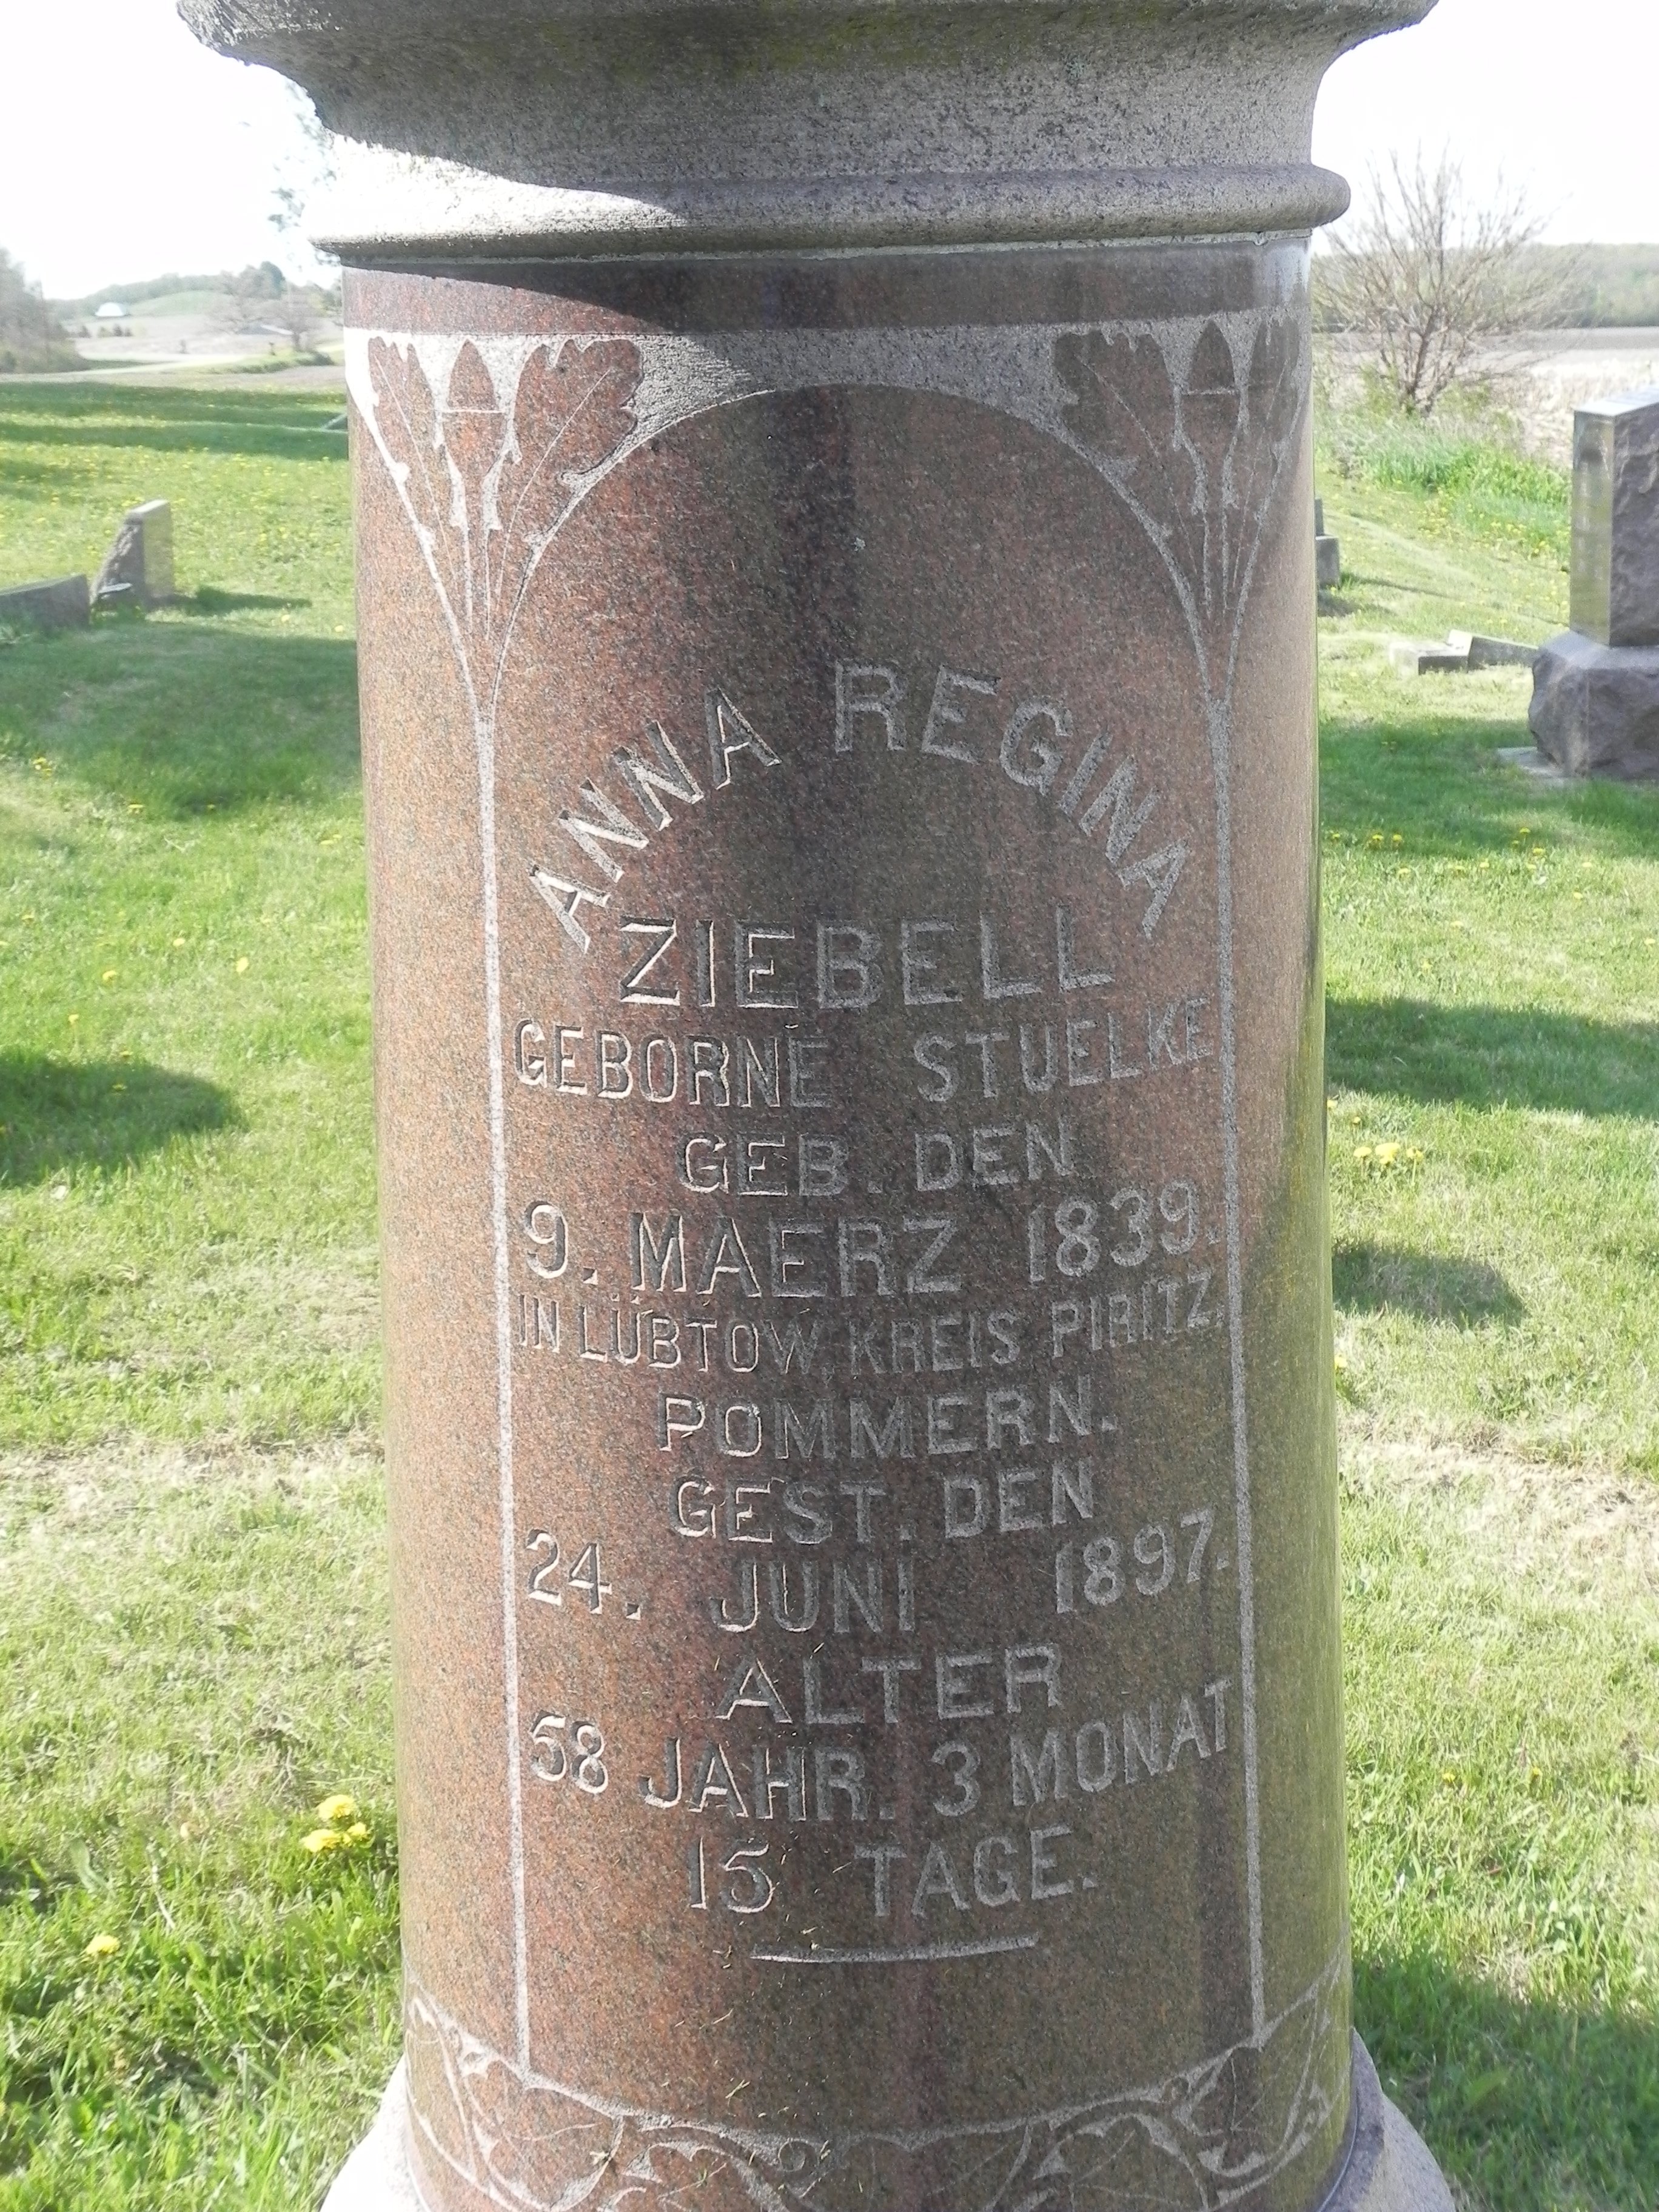 ANNA REGINA
ZIEBELL
GEBORNE STUELKE
GEB. DEN
9. MAERZ 1839.
IN LÜBTOW, KREIS PIRITZ.
POMMERN.
GEST. DEN
24. JUNI 1897.
ALTER
58 JAHR. 3 MONAT
15 TAGE.